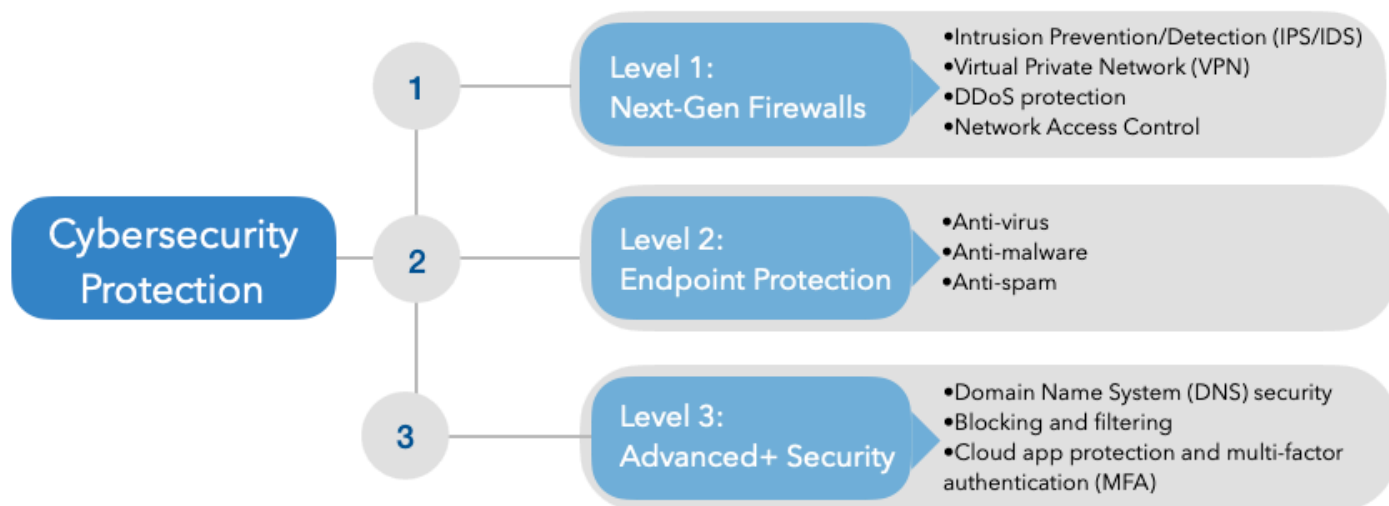 Cybersecurity
Protection
1
Level 1:
Next-Gen Firewalls
•Intrusion Prevention/Detection (IPS/IDS)
•Virtual Private Network (VPN)
•DDoS protection
•Network Access Control
2
Level 2:
Endpoint Protection
•Anti-virus
•Anti-malware
•Anti-spam
3
Level 3:
Advanced+ Security
•Domain Name System (DNS) security
•Blocking and filtering
•Cloud app protection and multi-factor
authentication (MFA)